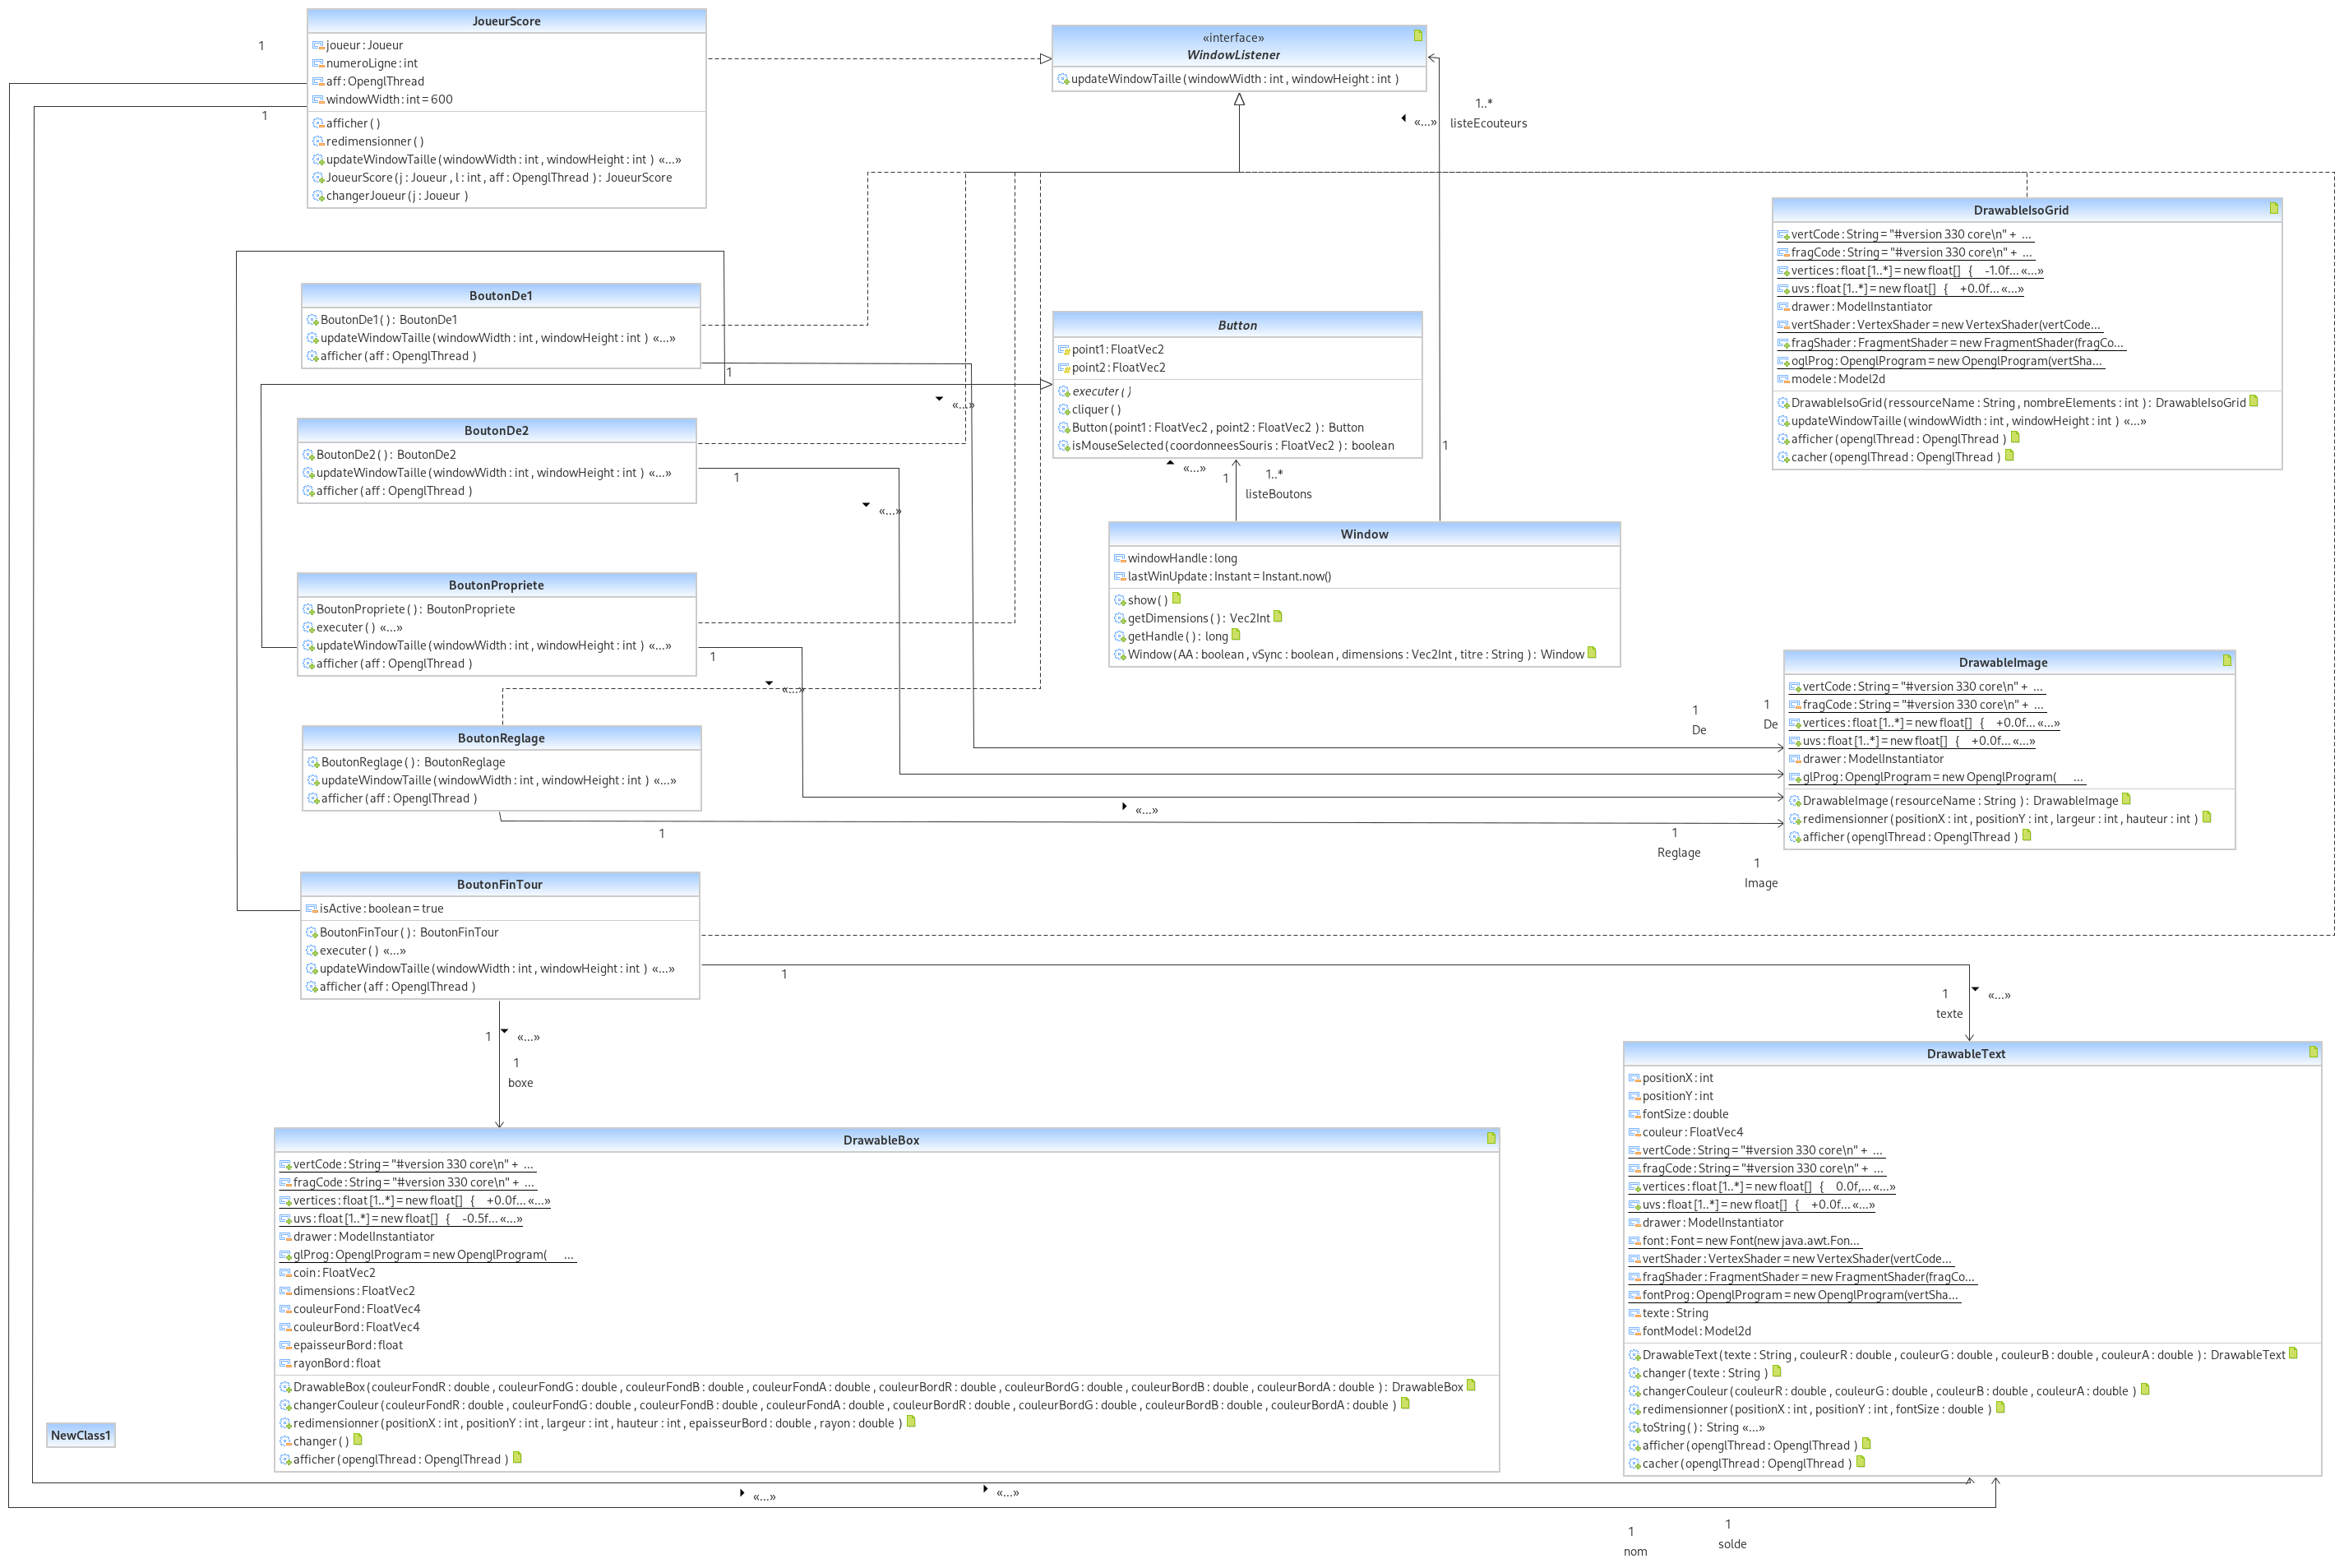 JoueurScore
joueur : Joueur
numeroLigne : int
aff : OpenglThread
windowWidth : int = 600
afficher ( )
redimensionner ( )
updateWindowTaille ( windowWidth : int , windowHeight : int ) «...»
JoueurScore ( j : Joueur , l : int , aff : OpenglThread ) : JoueurScore
changerJoueur ( j : Joueur )
1
1
«interface»
WindowListener
updateWindowTaille ( windowWidth : int , windowHeight : int )
1..*
«...» listeEcouteurs
DrawableIsoGrid
vertCode : String = "#version 330 core\n" + ...
fragCode : String = "#version 330 core\n" + ...
vertices : float [1..*] = new float[] { -1.0f... «...»
uvs : float [1..*] = new float[] { +0.0f... «...»
drawer : ModelInstantiator
vertShader : VertexShader = new VertexShader(vertCode...
fragShader : FragmentShader = new FragmentShader(fragCo...
oglProg : OpenglProgram = new OpenglProgram(vertSha...
modele : Model2d
DrawableIsoGrid ( ressourceName : String , nombreElements : int ) : DrawableIsoGrid
updateWindowTaille ( windowWidth : int , windowHeight : int ) «...»
afficher ( openglThread : OpenglThread )
cacher ( openglThread : OpenglThread )
BoutonDe1
BoutonDe1 ( ) : BoutonDe1
updateWindowTaille ( windowWidth : int , windowHeight : int ) «...»
afficher ( aff : OpenglThread )
1
«...»
Button
point1 : FloatVec2
point2 : FloatVec2
executer ( )
cliquer ( )
Button ( point1 : FloatVec2 , point2 : FloatVec2 ) : Button
isMouseSelected ( coordonneesSouris : FloatVec2 ) : boolean
1
«...»
1
1..*
listeBoutons
BoutonDe2
BoutonDe2 ( ) : BoutonDe2
updateWindowTaille ( windowWidth : int , windowHeight : int ) «...»
afficher ( aff : OpenglThread )
1
«...»
Window
windowHandle : long
lastWinUpdate : Instant = Instant.now()
show ( )
getDimensions ( ) : Vec2Int
getHandle ( ) : long
Window ( AA : boolean , vSync : boolean , dimensions : Vec2Int , titre : String ) : Window
BoutonPropriete
BoutonPropriete ( ) : BoutonPropriete
executer ( ) «...»
updateWindowTaille ( windowWidth : int , windowHeight : int ) «...»
afficher ( aff : OpenglThread )
1
«...»
DrawableImage
vertCode : String = "#version 330 core\n" + ...
fragCode : String = "#version 330 core\n" + ...
vertices : float [1..*] = new float[] { +0.0f... «...»
uvs : float [1..*] = new float[] { +0.0f... «...»
drawer : ModelInstantiator
glProg : OpenglProgram = new OpenglProgram( ...
DrawableImage ( resourceName : String ) : DrawableImage
redimensionner ( positionX : int , positionY : int , largeur : int , hauteur : int )
afficher ( openglThread : OpenglThread )
1
De
1
De
BoutonReglage
BoutonReglage ( ) : BoutonReglage
updateWindowTaille ( windowWidth : int , windowHeight : int ) «...»
afficher ( aff : OpenglThread )
1
«...»
1
Reglage
1
Image
BoutonFinTour
isActive : boolean = true
BoutonFinTour ( ) : BoutonFinTour
executer ( ) «...»
updateWindowTaille ( windowWidth : int , windowHeight : int ) «...»
afficher ( aff : OpenglThread )
1
1
texte
«...»
1
«...»
1
boxe
DrawableBox
vertCode : String = "#version 330 core\n" + ...
fragCode : String = "#version 330 core\n" + ...
vertices : float [1..*] = new float[] { +0.0f... «...»
uvs : float [1..*] = new float[] { -0.5f... «...»
drawer : ModelInstantiator
glProg : OpenglProgram = new OpenglProgram( ...
coin : FloatVec2
dimensions : FloatVec2
couleurFond : FloatVec4
couleurBord : FloatVec4
epaisseurBord : float
rayonBord : float
DrawableBox ( couleurFondR : double , couleurFondG : double , couleurFondB : double , couleurFondA : double , couleurBordR : double , couleurBordG : double , couleurBordB : double , couleurBordA : double ) : DrawableBox
changerCouleur ( couleurFondR : double , couleurFondG : double , couleurFondB : double , couleurFondA : double , couleurBordR : double , couleurBordG : double , couleurBordB : double , couleurBordA : double )
redimensionner ( positionX : int , positionY : int , largeur : int , hauteur : int , epaisseurBord : double , rayon : double )
changer ( )
afficher ( openglThread : OpenglThread )
DrawableText
positionX : int
positionY : int
fontSize : double
couleur : FloatVec4
vertCode : String = "#version 330 core\n" + ...
fragCode : String = "#version 330 core\n" + ...
vertices : float [1..*] = new float[] { 0.0f,... «...»
uvs : float [1..*] = new float[] { +0.0f... «...»
drawer : ModelInstantiator
font : Font = new Font(new java.awt.Fon...
vertShader : VertexShader = new VertexShader(vertCode...
fragShader : FragmentShader = new FragmentShader(fragCo...
fontProg : OpenglProgram = new OpenglProgram(vertSha...
texte : String
fontModel : Model2d
DrawableText ( texte : String , couleurR : double , couleurG : double , couleurB : double , couleurA : double ) : DrawableText
changer ( texte : String )
changerCouleur ( couleurR : double , couleurG : double , couleurB : double , couleurA : double )
redimensionner ( positionX : int , positionY : int , fontSize : double )
toString ( ) : String «...»
afficher ( openglThread : OpenglThread )
cacher ( openglThread : OpenglThread )
NewClass1
«...»
«...»
1
nom
1
solde